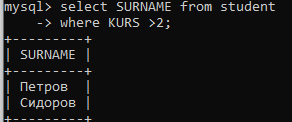 mysql> select SURNAME from student
    -> where KURS >2;
+---------+
| SURNAME |
+---------+
| Петров  |
| Сидоров |
+---------+